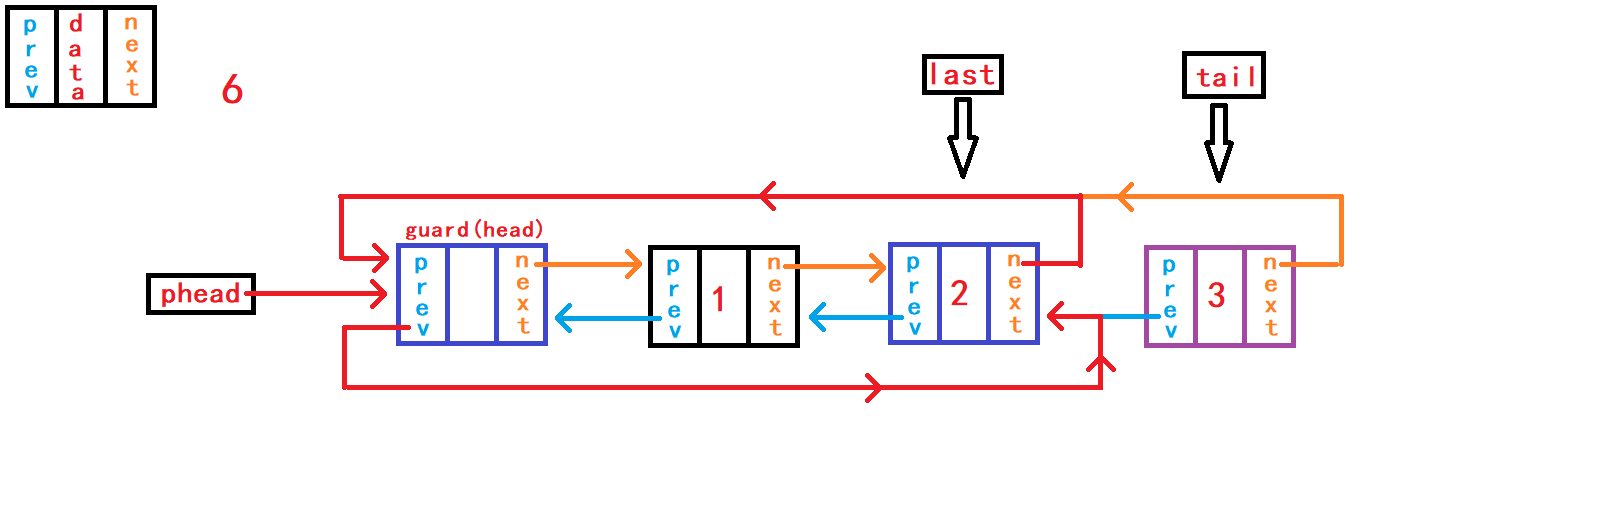 prev data next
6
last
tail
guard(head)
phead
prev next
prev 1 next
prev 2 next
prev 3 next